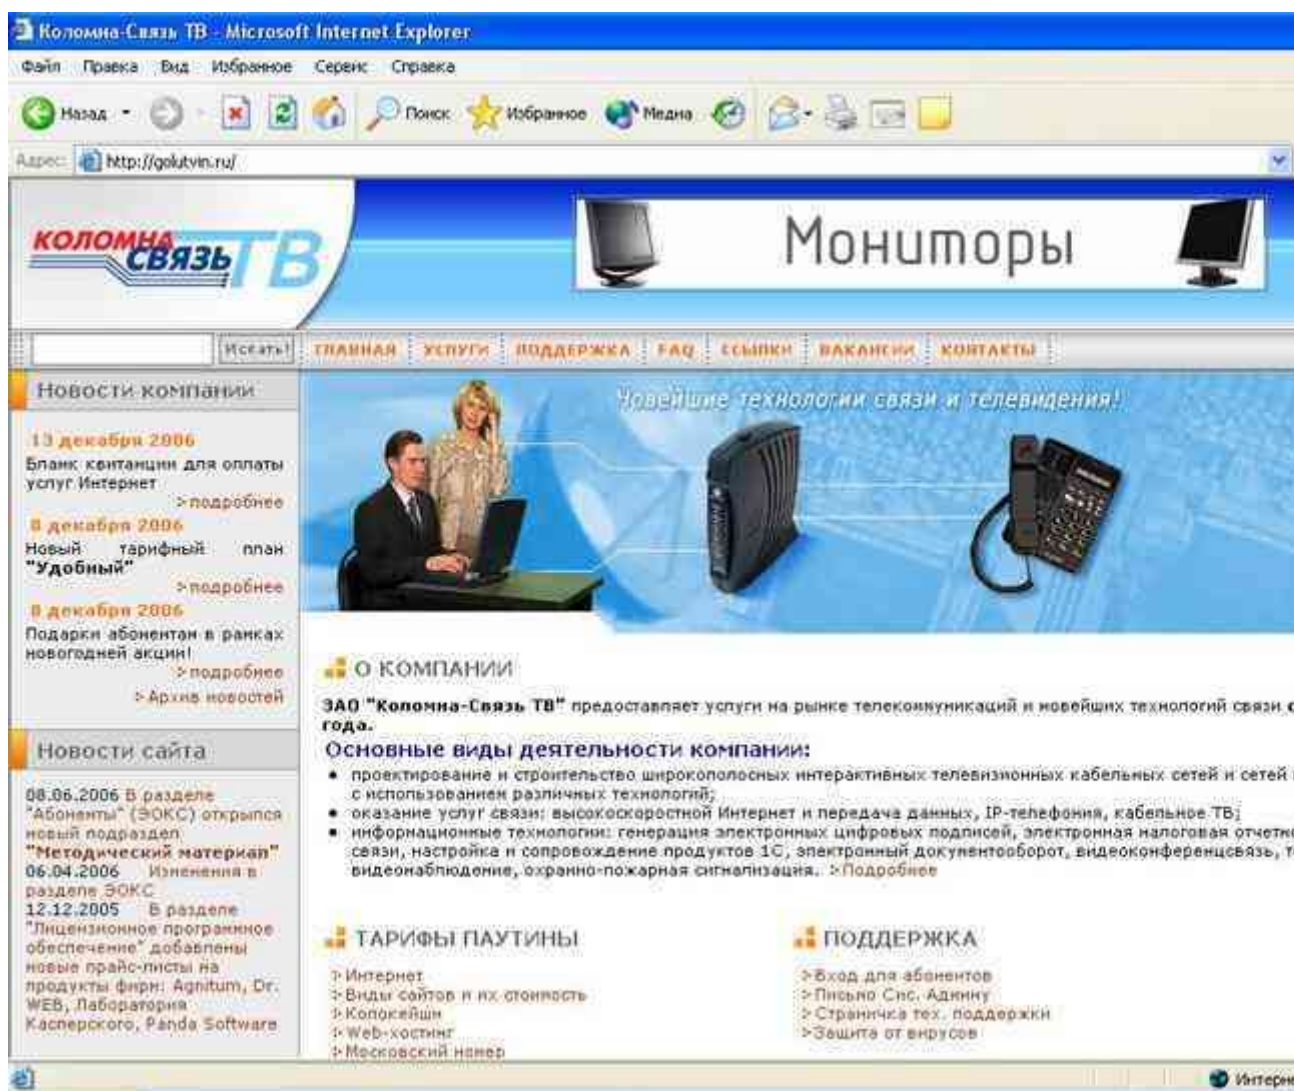 Коломна-Связь ТВ - Microsoft Internet Explorer
Файл Правка Вид Избранное Сервис Справка
Назад Поиск Избранное Медиа
Адрес: http://golutvin.ru/
КОЛОМНА
СВЯЗЬ ТВ
Мониторы
Искать! ГЛАВНАЯ УСЛУГИ ПОДДЕРЖКА FAQ ССЫЛКИ ВАКАНСИИ КОНТАКТЫ
Новости компании
13 декабря 2006
Бланк квитанции для оплаты
услуг Интернет
>подробнее
8 декабря 2006
Новый тарифный план
"Удобный"
>подробнее
8 декабря 2006
Подарки абонентам в рамках
новогодней акции!
>подробнее
>Архив новостей
Новости сайта
08.06.2006 В разделе
"Абоненты" (ЭОКС) открылся
новый подраздел
"Методический материал"
06.04.2006 Изменения в
разделе ЭОКС
12.12.2005 В разделе
"Лицензионное программное
обеспечение" добавлены
новые прайс-листы на
продукты фирм: Agnitum, Dr.
WEB, Лаборатория
Касперского, Panda Software
Новейшие технологии связи и телевидения!
О КОМПАНИИ
ЗАО "Коломна-Связь ТВ" предоставляет услуги на рынке телекоммуникаций и новейших технологий связи с
года.
Основные виды деятельности компании:
• проектирование и строительство широкополосных интерактивных телевизионных кабельных сетей и сетей
с использованием различных технологий;
• оказание услуг связи: высокоскоростной Интернет и передача данных, IP-телефония, кабельное ТВ;
• информационные технологии: генерация электронных цифровых подписей, электронная налоговая отчетно
связи, настройка и сопровождение продуктов 1С, электронный документооборот, видеоконференцсвязь, т
видеонаблюдение, охранно-пожарная сигнализация. >Подробнее
ТАРИФЫ ПАУТИНЫ
>Интернет
>Виды сайтов и их стоимость
>Колокейшн
>Web-хостинг
>Московский номер
ПОДДЕРЖКА
>Вход для абонентов
>Письмо Сис. Админу
>Страничка тех. поддержки
>Защита от вирусов
Интерн